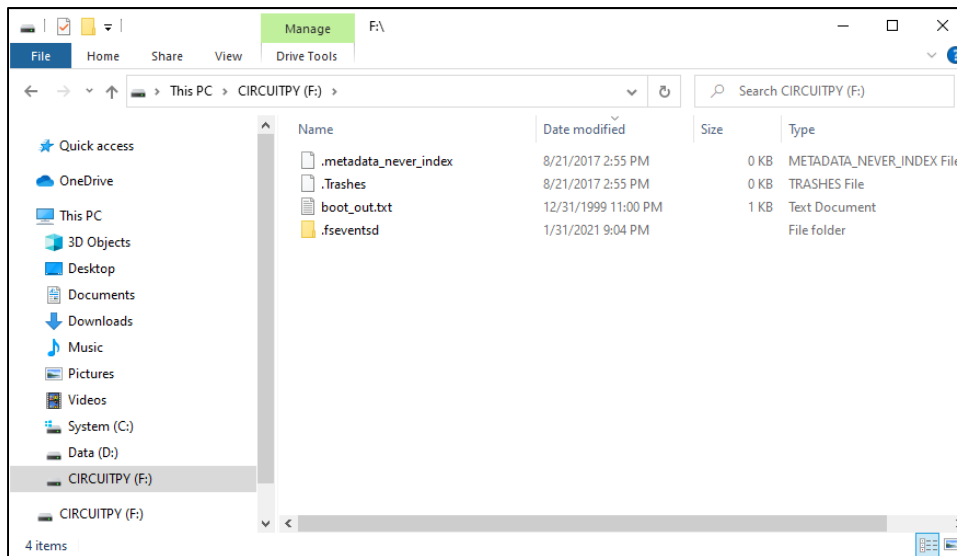 Manage F:\
File Home Share View Drive Tools
This PC CIRCUITPY (F:) Search CIRCUITPY (F:)
Name Date modified Size Type
Quick access
OneDrive
This PC
3D Objects
Desktop
Documents
Downloads
Music
Pictures
Videos
System (C:)
Data (D:)
CIRCUITPY (F:)
CIRCUITPY (F:)
.metadata_never_index 8/21/2017 2:55 PM 0 KB METADATA_NEVER_INDEX File
.Trashes 8/21/2017 2:55 PM 0 KB TRASHES File
boot_out.txt 12/31/1999 11:00 PM 1 KB Text Document
.fseventsd 1/31/2021 9:04 PM File folder
4 items